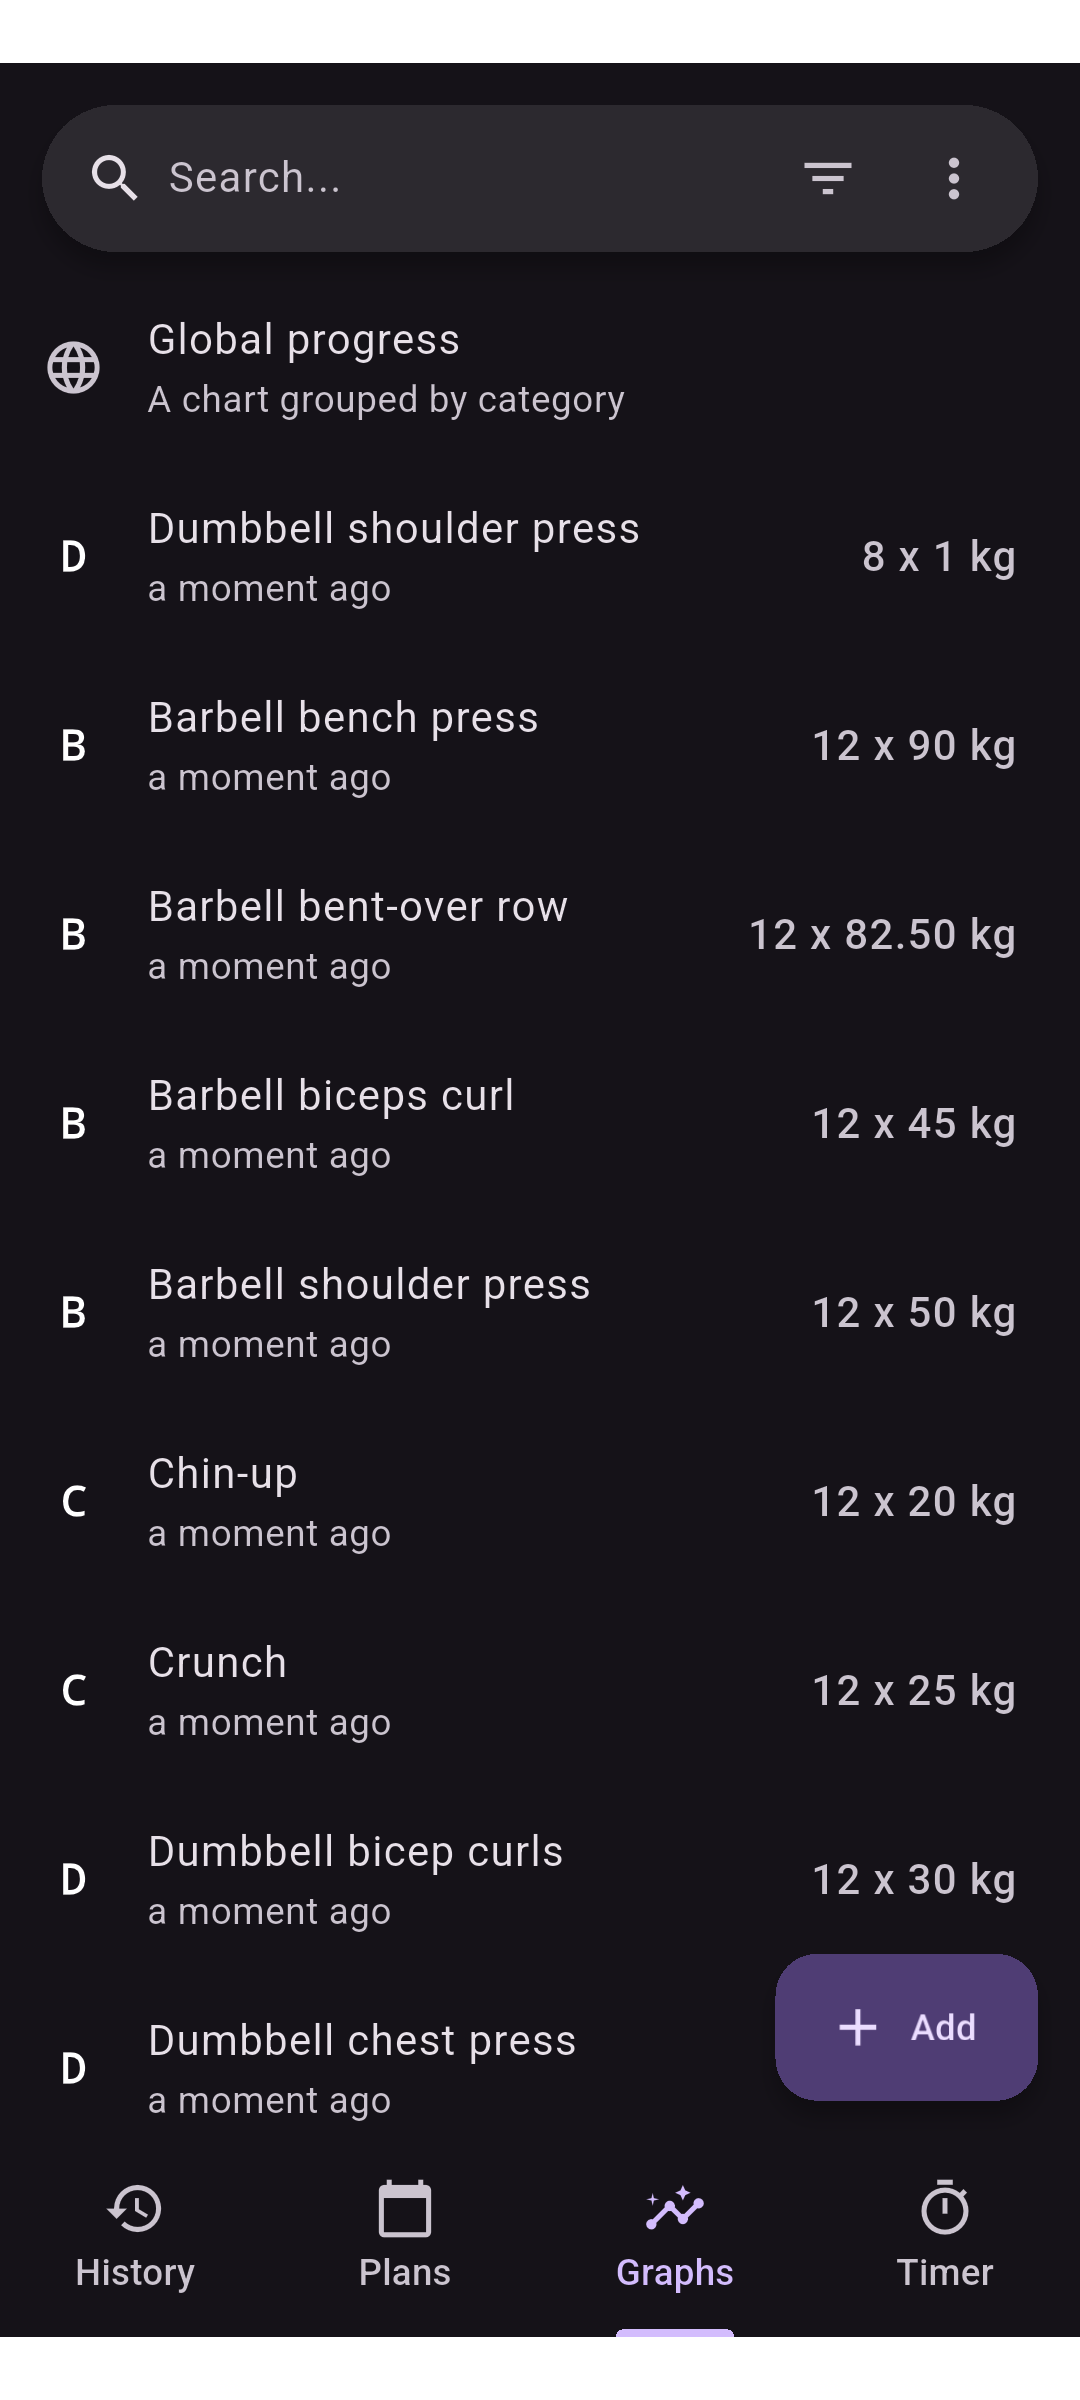 Search...
Global progress
A chart grouped by category
D
Dumbbell shoulder press
a moment ago
8 x 1 kg
B
Barbell bench press
a moment ago
12 x 90 kg
B
Barbell bent-over row
a moment ago
12 x 82.50 kg
B
Barbell biceps curl
a moment ago
12 x 45 kg
B
Barbell shoulder press
a moment ago
12 x 50 kg
C
Chin-up
a moment ago
12 x 20 kg
C
Crunch
a moment ago
12 x 25 kg
D
Dumbbell bicep curls
a moment ago
12 x 30 kg
D
Dumbbell chest press
a moment ago
Add
History
Plans
Graphs
Timer